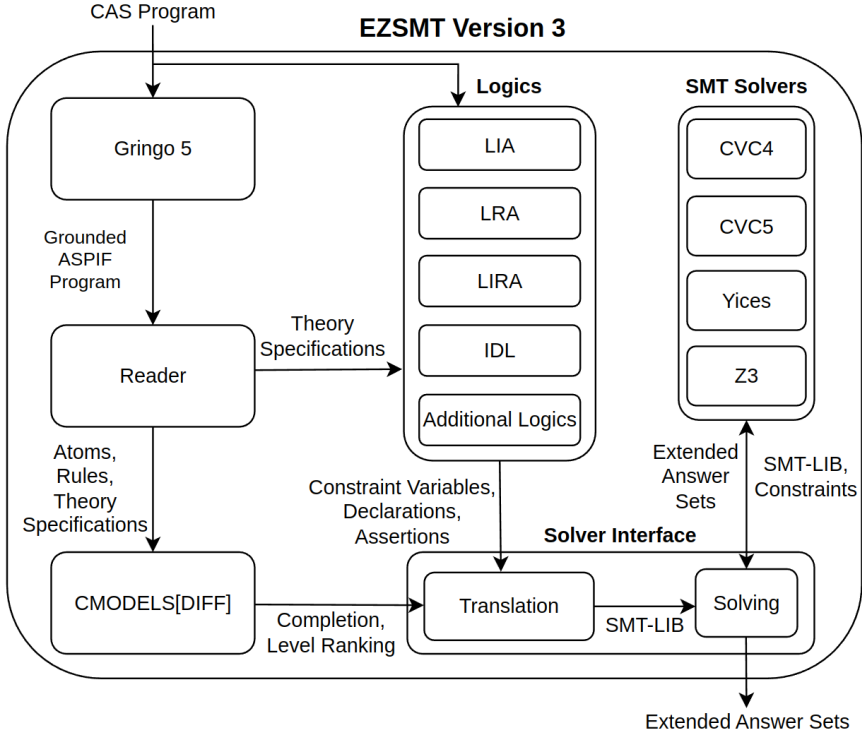 CAS Program
EZSMT Version 3
Logics
SMT Solvers
Gringo 5
LIA
CVC4
LRA
CVC5
Grounded
ASPIF
Program
LIRA
Yices
Theory
Specifications
Reader
IDL
Z3
Additional Logics
Atoms,
Rules,
Theory
Specifications
Extended
Answer
Sets
SMT-LIB,
Constraints
Constraint Variables,
Declarations,
Assertions
Solver Interface
CMODELS[DIFF]
Completion,
Level Ranking
Translation
SMT-LIB
Solving
Extended Answer Sets